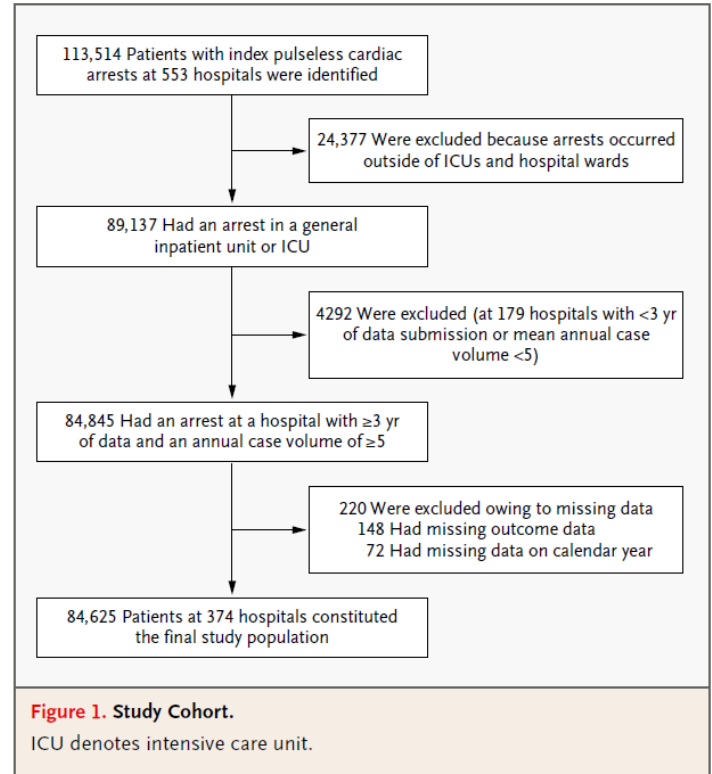 113,514 Patients with index pulseless cardiac
arrests at 553 hospitals were identified
24,377 Were excluded because arrests occurred
outside of ICUs and hospital wards
89,137 Had an arrest in a general
inpatient unit or ICU
4292 Were excluded (at 179 hospitals with <3 yr
of data submission or mean annual case
volume <5)
84,845 Had an arrest at a hospital with ≥3 yr
of data and an annual case volume of ≥5
220 Were excluded owing to missing data
148 Had missing outcome data
72 Had missing data on calendar year
84,625 Patients at 374 hospitals constituted
the final study population
Figure 1. Study Cohort.
ICU denotes intensive care unit.